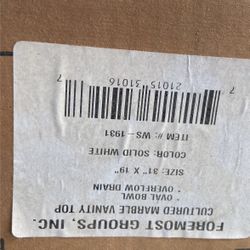 FOREMOST GROUPS, INC.
CULTURED MARBLE VANITY TOP
* OVAL BOWL
* OVERFLOW DRAIN
SIZE: 31" X 19"
COLOR: SOLID WHITE
ITEM #: WS-1931
7 21015 31016 7